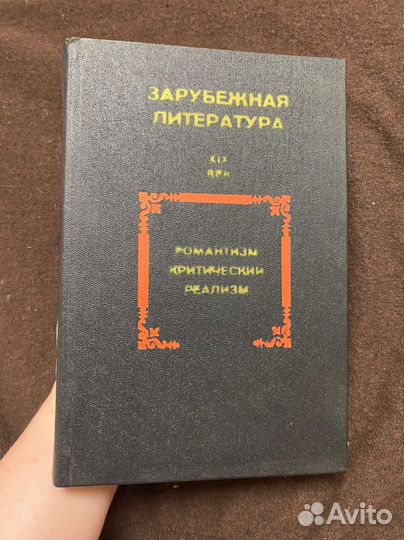 ЗАРУБЕЖНАЯ
ЛИТЕРАТУРА
XIX
ВЕК
РОМАНТИЗМ
КРИТИЧЕСКИЙ
РЕАЛИЗМ
Avito